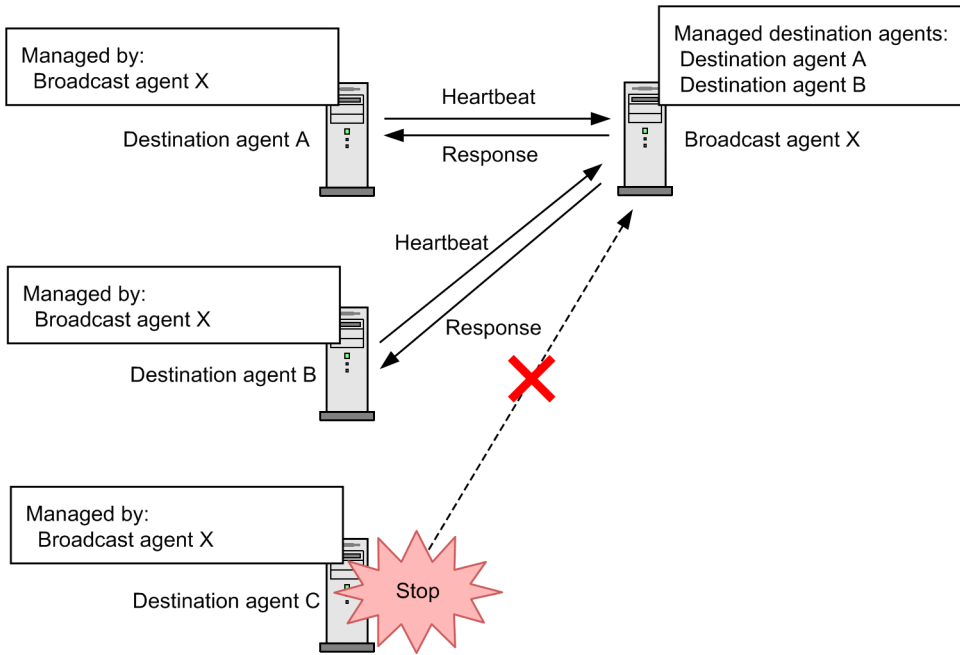 Managed by:
Broadcast agent X
Destination agent A
Heartbeat
Response
Managed destination agents:
Destination agent A
Destination agent B
Broadcast agent X
Heartbeat
Response
Managed by:
Broadcast agent X
Destination agent B
Managed by:
Broadcast agent X
Destination agent C
Stop